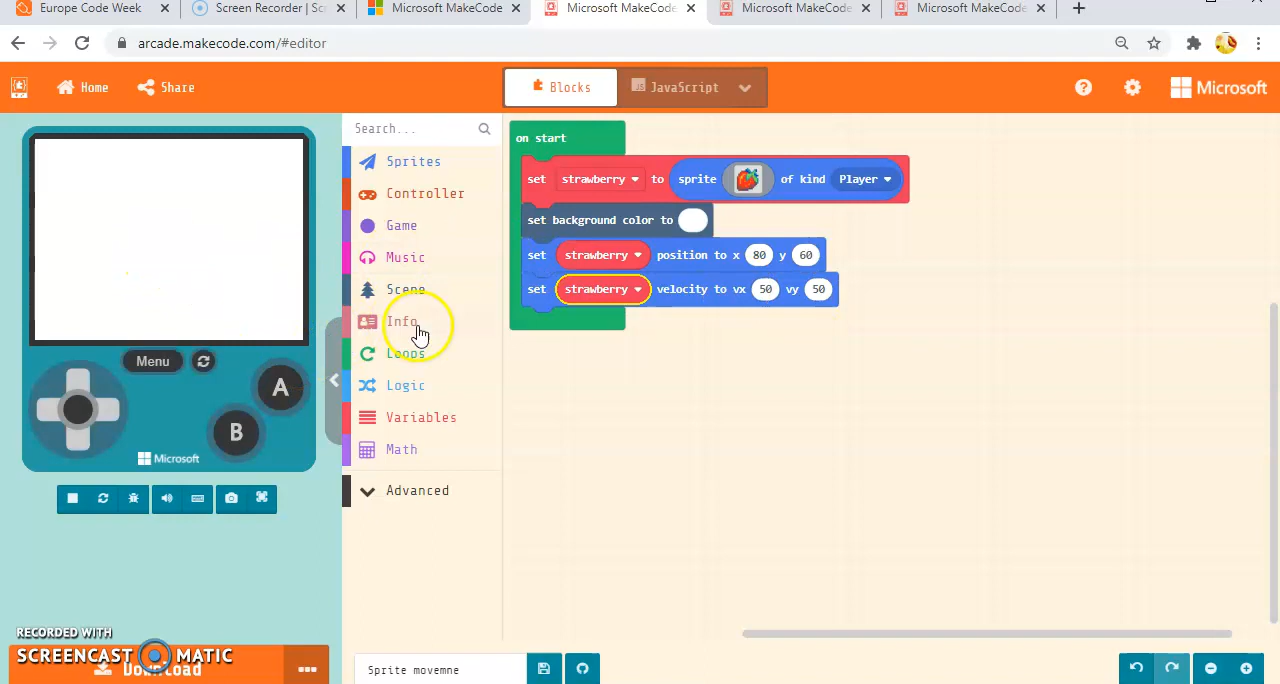 Europe Code Week
Screen Recorder | Sc
Microsoft MakeCode
Microsoft MakeCode
Microsoft MakeCode
Microsoft MakeCode
arcade.makecode.com/#editor
Home
Share
Blocks
JavaScript
Microsoft
Search...
Sprites
Controller
Game
Music
Scene
Info
Loops
Logic
Variables
Math
Advanced
on start
set strawberry to sprite of kind Player
set background color to
set strawberry position to x 80 y 60
set strawberry velocity to vx 50 vy 50
Menu
A
B
Microsoft
RECORDED WITH
SCREENCAST MATIC
Download
Sprite movemne